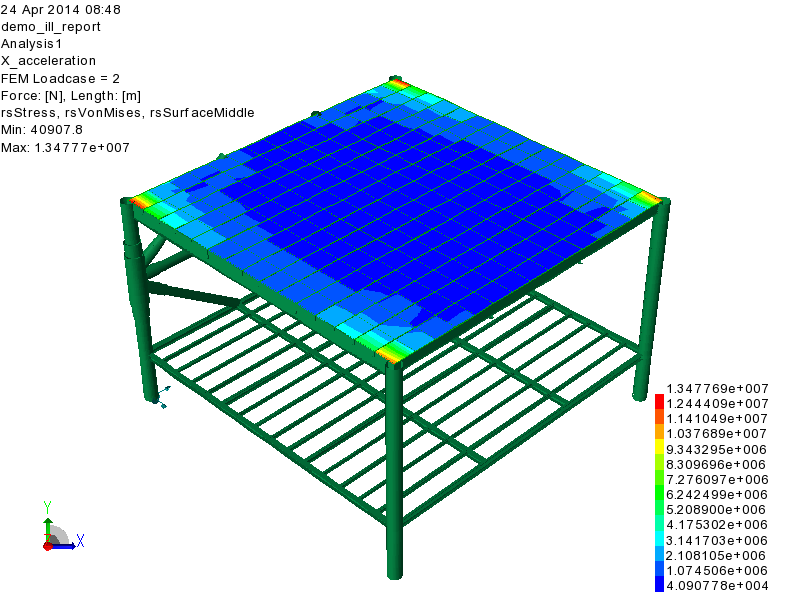 24 Apr 2014 08:48
demo_ill_report
Analysis1
X_acceleration
FEM Loadcase = 2
Force: [N], Length: [m]
rsStress, rsVonMises, rsSurfaceMiddle
Min: 40907.8
Max: 1.34777e+007
1.347769e+007
1.244409e+007
1.141049e+007
1.037689e+007
9.343295e+006
8.309696e+006
7.276097e+006
6.242499e+006
5.208900e+006
4.175302e+006
3.141703e+006
2.108105e+006
1.074506e+006
4.090778e+004
Y
X